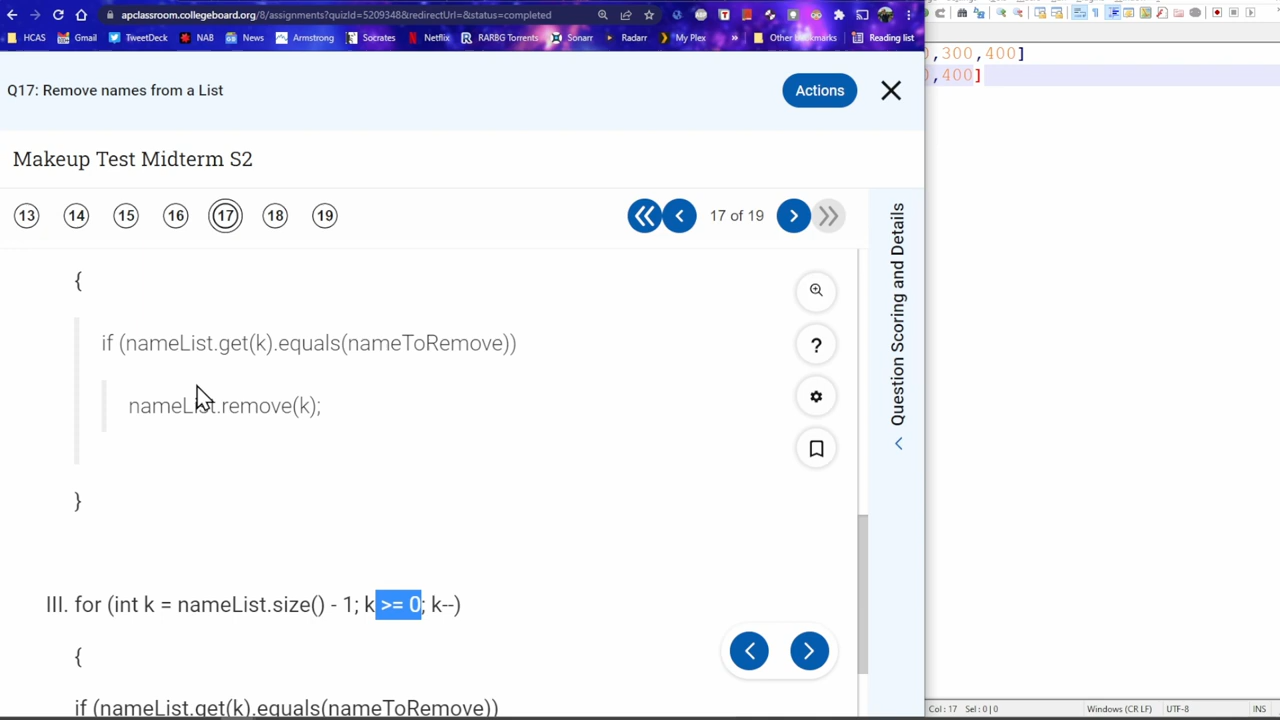 apclassroom.collegeboard.org/8/assignments?quizId=5209348&redirectUrl=&status=completed
HCAS Gmail TweetDeck NAB News Armstrong Socrates Netflix RARBG Torrents Sonarr Radarr My Plex » Other bookmarks Reading list
Q17: Remove names from a List
Actions
Makeup Test Midterm S2
13 14 15 16 17 18 19
17 of 19
{
if (nameList.get(k).equals(nameToRemove))
nameList.remove(k);
}
III. for (int k = nameList.size() - 1; k >= 0; k--)
{
if (nameList.get(k).equals(nameToRemove))
Question Scoring and Details
,300,400]
,400]
Col: 17 Sel: 0 | 0
Windows (CR LF)
UTF-8
INS